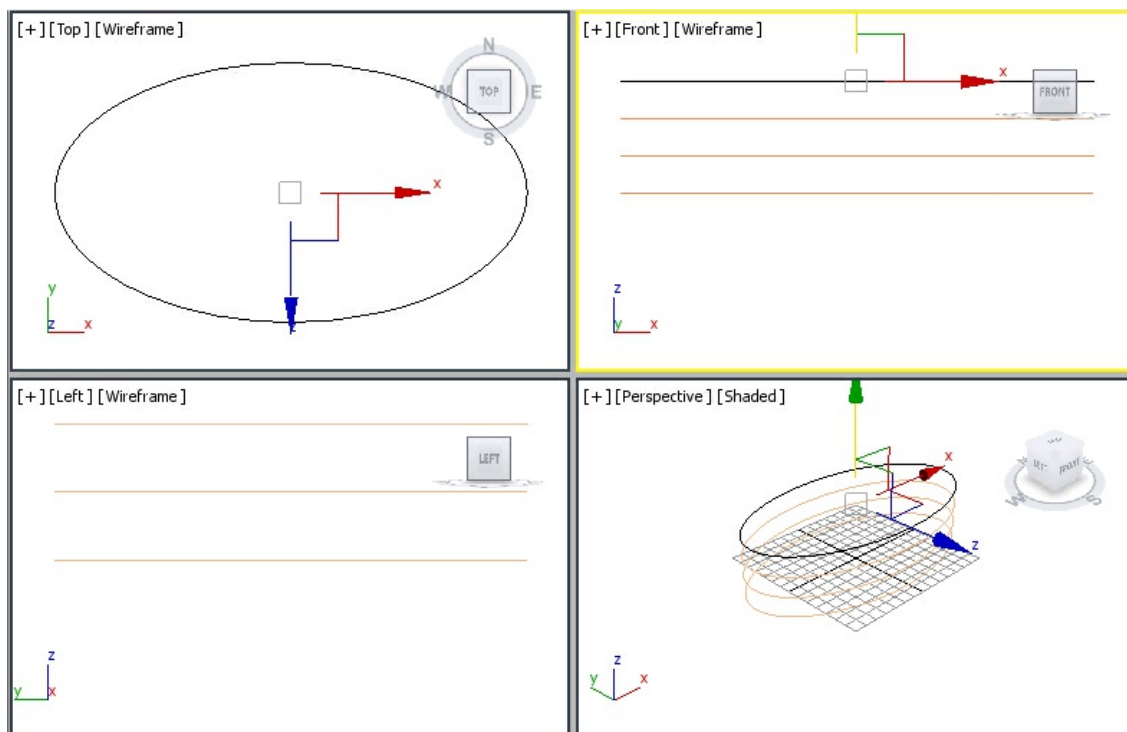 [+] [Top] [Wireframe]
N
W TOP E
S
x
z
y
z x
[+] [Front] [Wireframe]
x
FRONT
z
y x
[+] [Left] [Wireframe]
LEFT
z
y x
[+] [Perspective] [Shaded]
x
z
W
S
z
y x